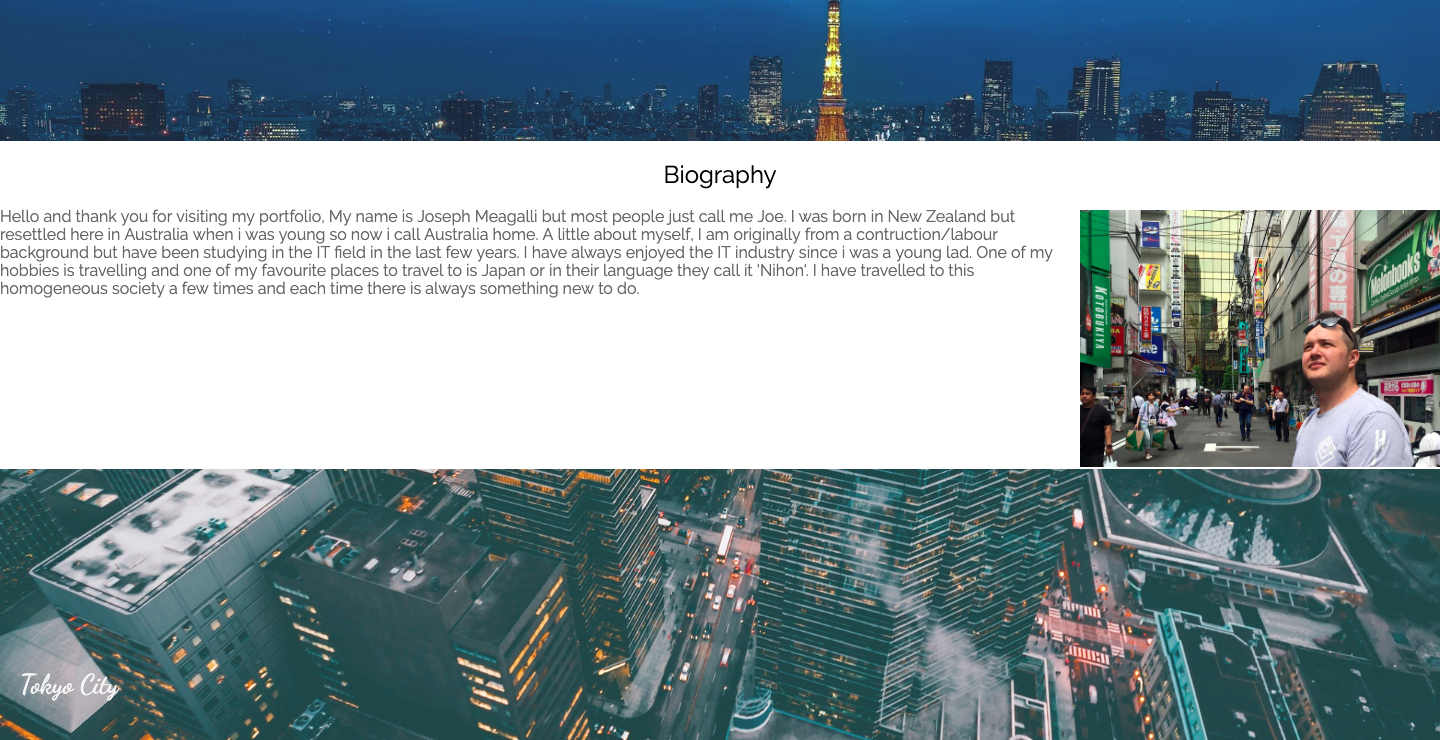 Biography
Hello and thank you for visiting my portfolio, My name is Joseph Meagalli but most people just call me Joe. I was born in New Zealand but
resettled here in Australia when i was young so now i call Australia home. A little about myself, I am originally from a contruction/labour
background but have been studying in the IT field in the last few years. I have always enjoyed the IT industry since i was a young lad. One of my
hobbies is travelling and one of my favourite places to travel to is Japan or in their language they call it 'Nihon'. I have travelled to this
homogeneous society a few times and each time there is always something new to do.
KOTOBUKIYA
Melonbooks
Tokyo City